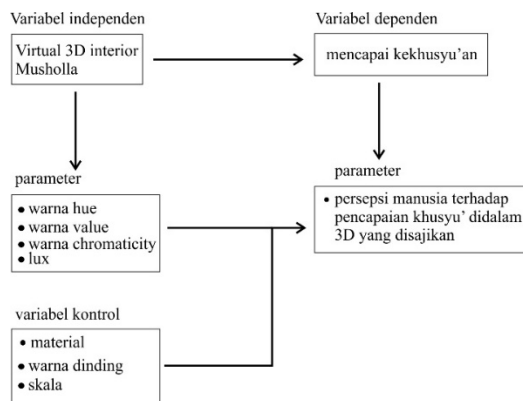 Variabel independen
Virtual 3D interior
Musholla
Variabel dependen
mencapai kekhusyu'an
parameter
• warna hue
• warna value
• warna chromaticity
• lux
parameter
• persepsi manusia terhadap
pencapaian khusyu' didalam
3D yang disajikan
variabel kontrol
• material
• warna dinding
• skala